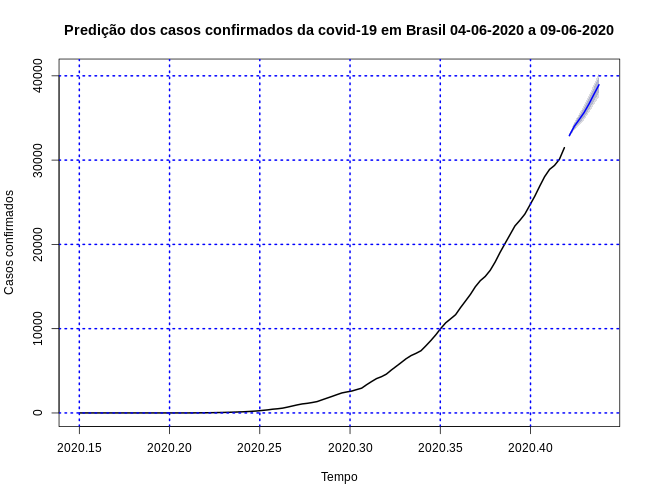 Predição dos casos confirmados da covid-19 em Brasil 04-06-2020 a 09-06-2020
Casos confirmados
40000
30000
20000
10000
0
2020.15 2020.20 2020.25 2020.30 2020.35 2020.40
Tempo